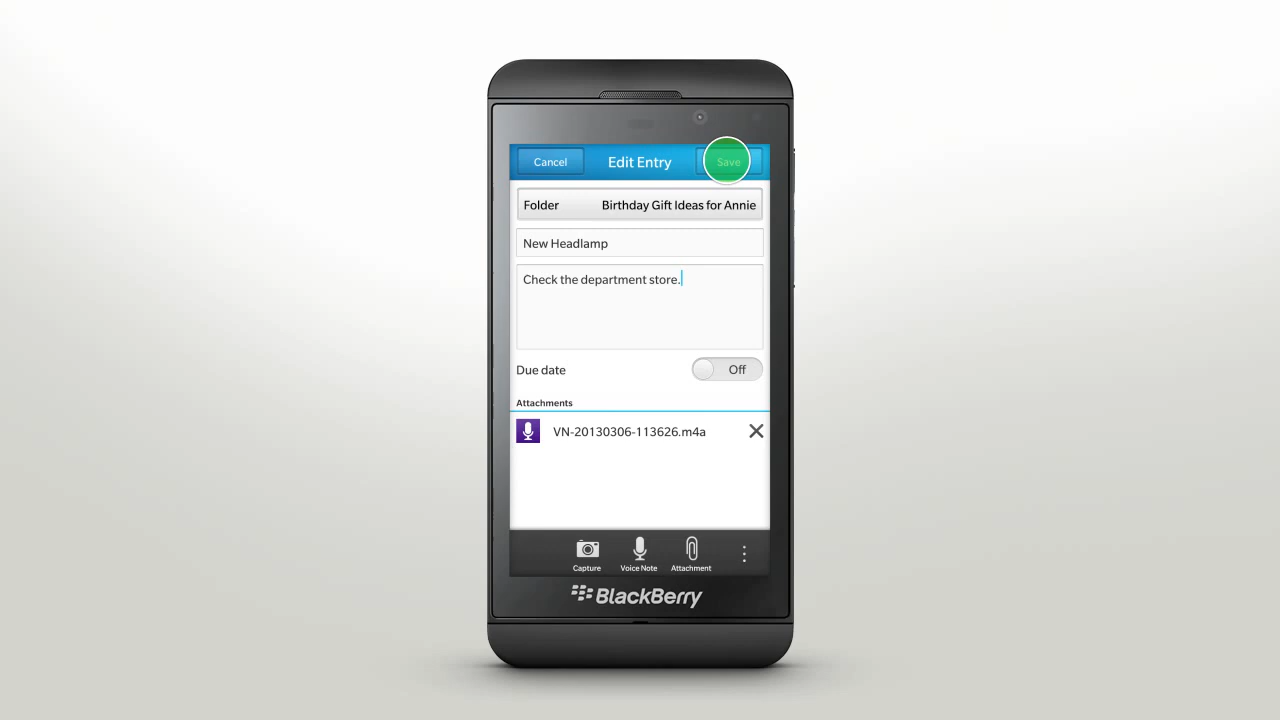 Cancel Edit Entry Save
Folder Birthday Gift Ideas for Annie
New Headlamp
Check the department store.
Due date Off
Attachments
VN-20130306-113626.m4a
Capture Voice Note Attachment
BlackBerry